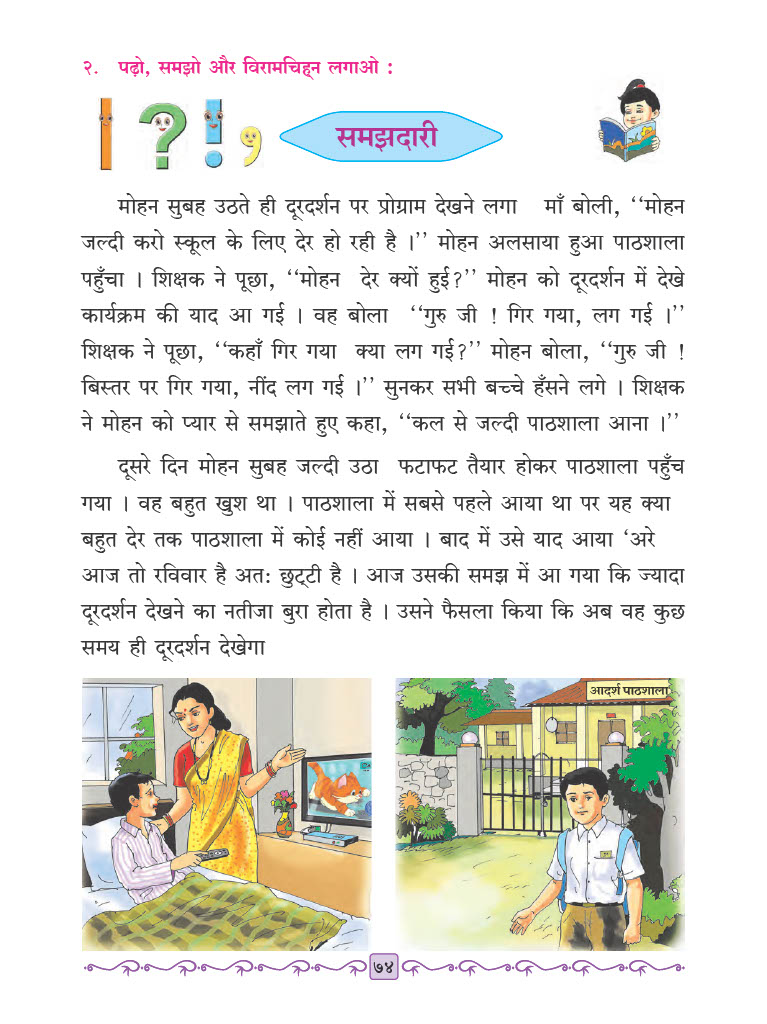 २. पढ़ो, समझो और विरामचिह्न लगाओ :
। ? ! ,
समझदारी
मोहन सुबह उठते ही दूरदर्शन पर प्रोग्राम देखने लगा माँ बोली, ‘‘मोहन
जल्दी करो स्कूल के लिए देर हो रही है ।’’ मोहन अलसाया हुआ पाठशाला
पहुँचा । शिक्षक ने पूछा, ‘‘मोहन देर क्यों हुई?’’ मोहन को दूरदर्शन में देखे
कार्यक्रम की याद आ गई । वह बोला ‘‘गुरु जी ! गिर गया, लग गई ।’’
शिक्षक ने पूछा, ‘‘कहाँ गिर गया क्या लग गई?’’ मोहन बोला, ‘‘गुरु जी !
बिस्तर पर गिर गया, नींद लग गई ।’’ सुनकर सभी बच्चे हँसने लगे । शिक्षक
ने मोहन को प्यार से समझाते हुए कहा, ‘‘कल से जल्दी पाठशाला आना ।’’
दूसरे दिन मोहन सुबह जल्दी उठा फटाफट तैयार होकर पाठशाला पहुँच
गया । वह बहुत खुश था । पाठशाला में सबसे पहले आया था पर यह क्या
बहुत देर तक पाठशाला में कोई नहीं आया । बाद में उसे याद आया ‘अरे
आज तो रविवार है अतः छुट्टी है । आज उसकी समझ में आ गया कि ज्यादा
दूरदर्शन देखने का नतीजा बुरा होता है । उसने फैसला किया कि अब वह कुछ
समय ही दूरदर्शन देखेगा
आदर्श पाठशाला
७४